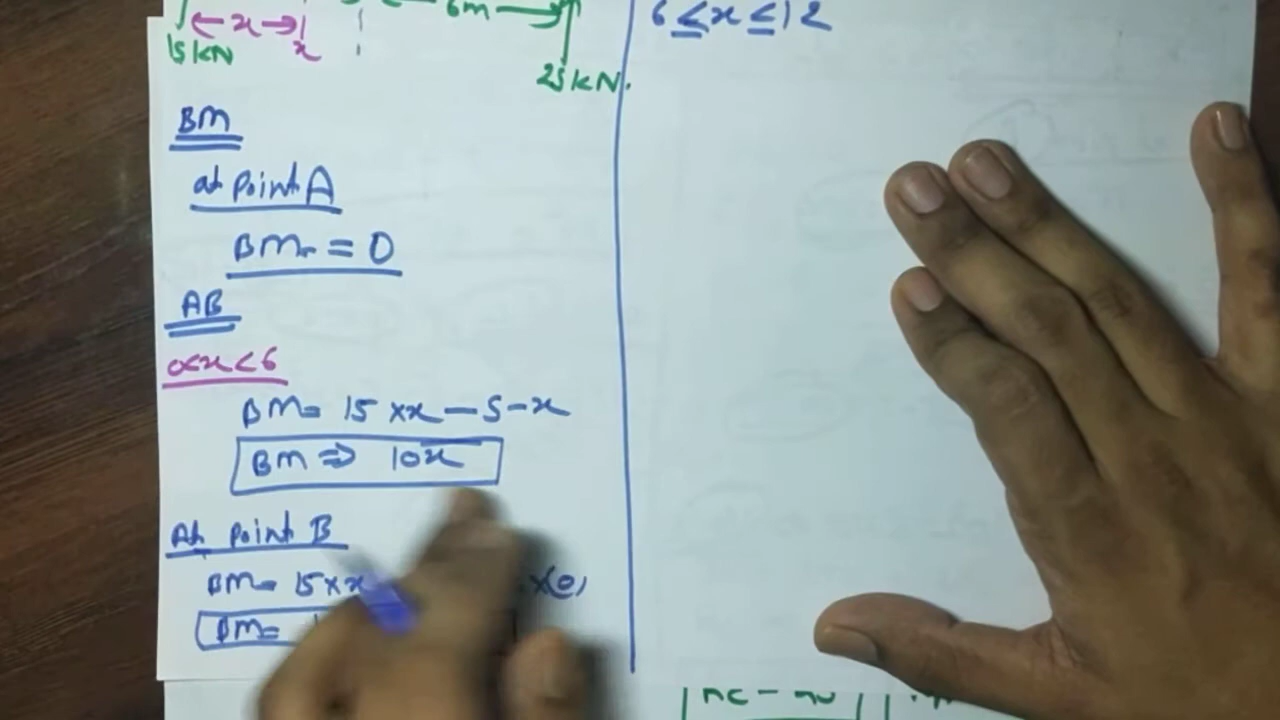 6m
x
15kN
x
25kN.
BM
at Point A
BM = 0
AB
0<x<6
BM = 15 × x - 5 - x
BM ⇒ 10x
At point B
BM = 15 × x ×(0)
BM =
6 ≤ x ≤ 12